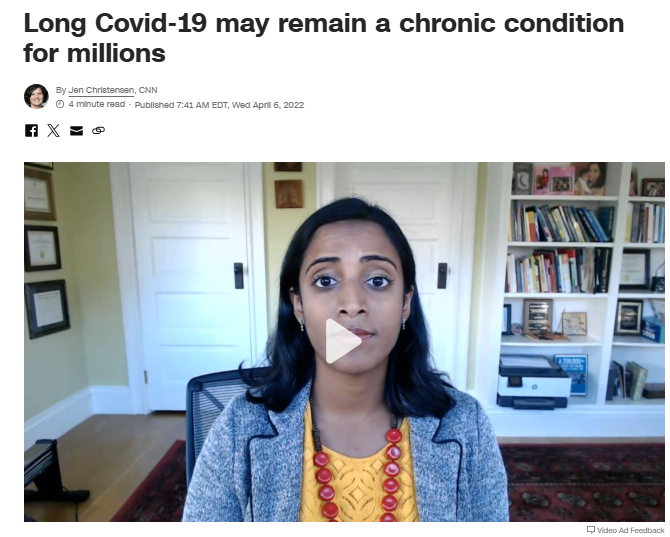 Long Covid-19 may remain a chronic condition
for millions
By Jen Christensen, CNN
4 minute read · Published 7:41 AM EDT, Wed April 6, 2022
Video Ad Feedback